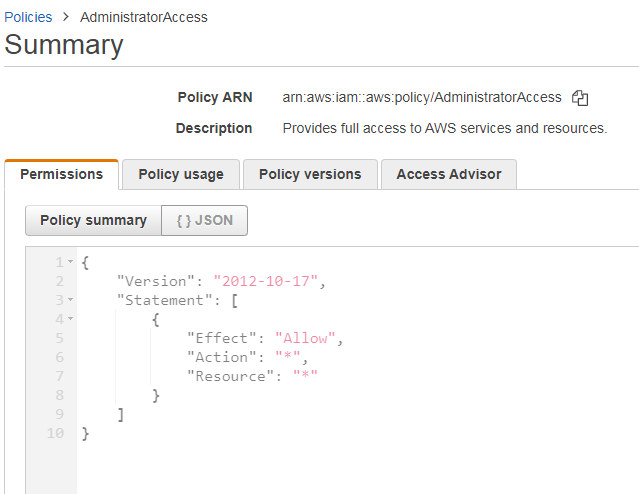 Policies > AdministratorAccess
Summary
Policy ARN arn:aws:iam::aws:policy/AdministratorAccess
Description Provides full access to AWS services and resources.
Permissions Policy usage Policy versions Access Advisor
Policy summary { } JSON
1 {
2 "Version": "2012-10-17",
3 "Statement": [
4 {
5 "Effect": "Allow",
6 "Action": "*",
7 "Resource": "*"
8 }
9 ]
10 }